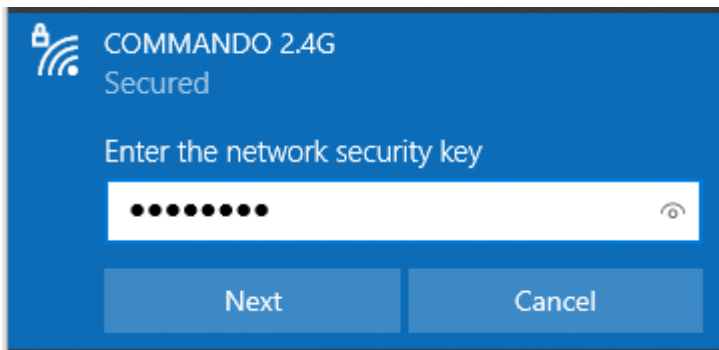 COMMANDO 2.4G
Secured
Enter the network security key
●●●●●●●●
Next
Cancel